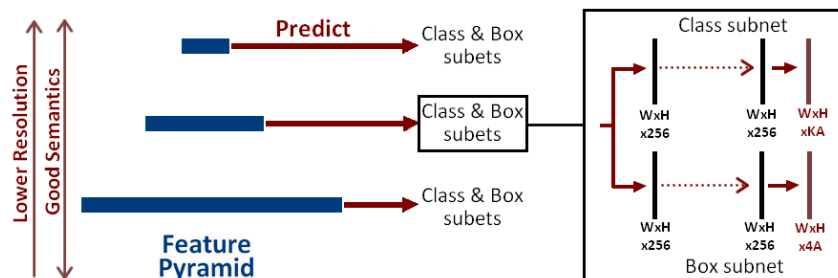 Lower Resolution
Good Semantics
Predict
Class & Box
subets
Class & Box
subets
Class & Box
subets
Feature
Pyramid
Class subnet
WxH
x256
WxH
x256
WxH
xKA
WxH
x256
WxH
x256
WxH
x4A
Box subnet